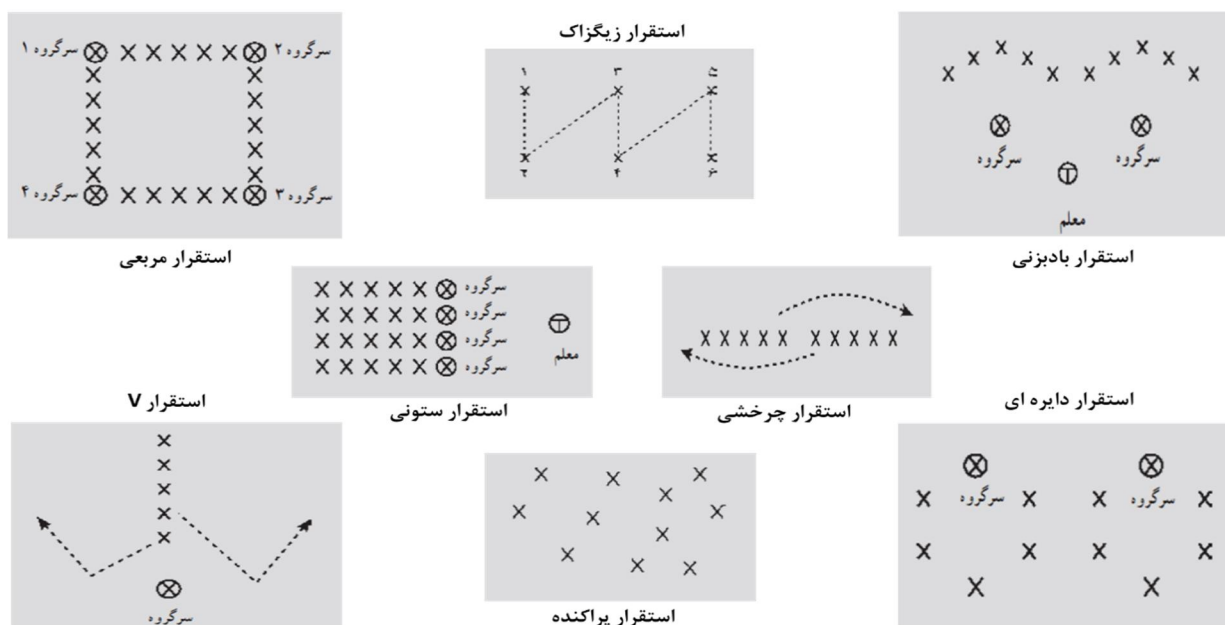 استقرار زیگزاک
سرگروه ۱
۲ سرگروه
سرگروه ۴
۳ سرگروه
استقرار مربعی
۱ ۳ ۵
۲ ۴ ۶
سرگروه
سرگروه
T
معلم
استقرار بادبزنی
سرگروه
سرگروه
سرگروه
سرگروه
T
معلم
استقرار ستونی
استقرار چرخشی
استقرار V
سرگروه
استقرار پراکنده
استقرار دایره ای
سرگروه
سرگروه